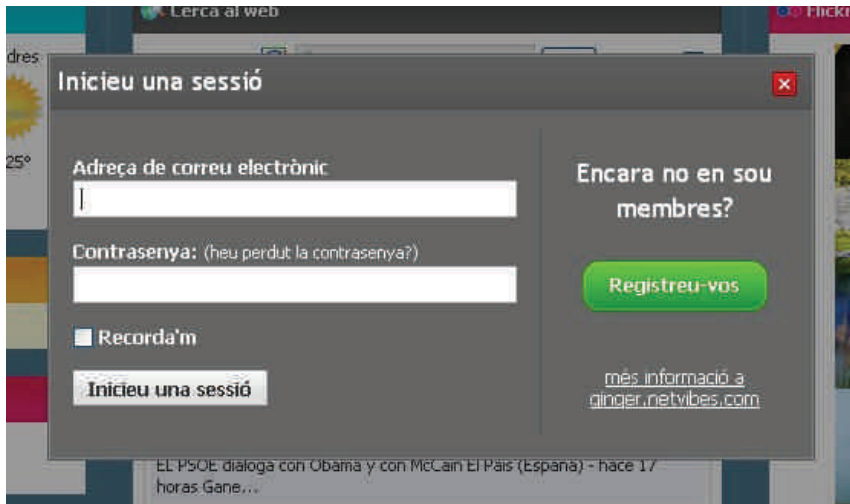 Cerca al web
Flickr
dres
25°
Inicieu una sessió
Adreça de correu electrònic
Contrasenya: (heu perdut la contrasenya?)
Recorda'm
Inicieu una sessió
Encara no en sou
membres?
Registreu-vos
més informació a
ginger.netvibes.com
EL PSOE dialoga con Obama y con McCain El País (España) - hace 17
horas Gane...